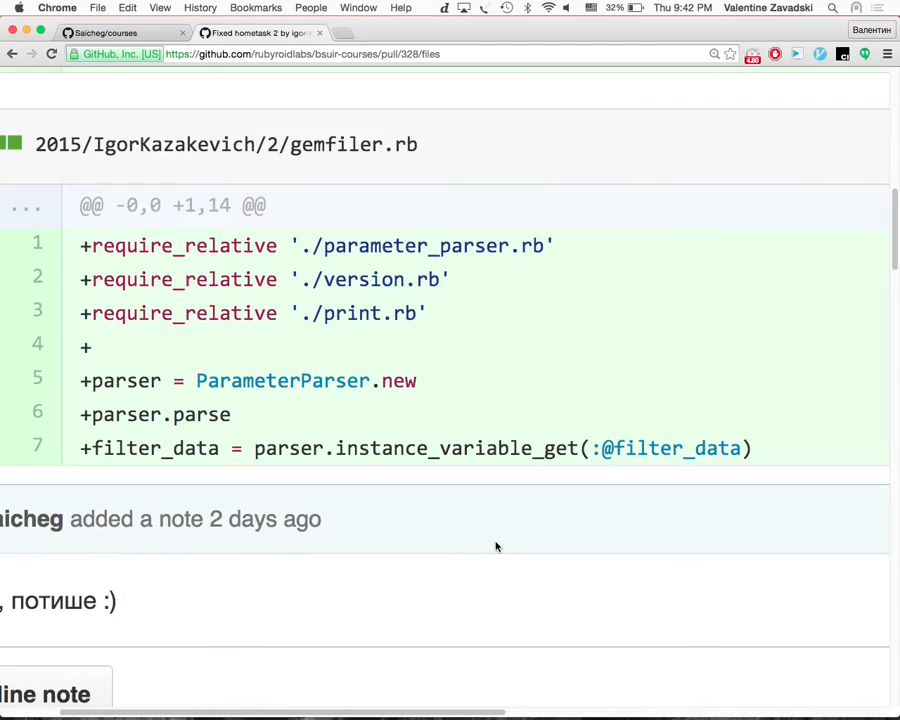 Chrome File Edit View History Bookmarks People Window Help 32% Thu 9:42 PM Valentine Zavadski
Saicheg/courses × Fixed hometask 2 by igor- × Валентин
GitHub, Inc. [US] https://github.com/rubyroidlabs/bsuir-courses/pull/328/files
2015/IgorKazakevich/2/gemfiler.rb
... @@ -0,0 +1,14 @@
1 +require_relative './parameter_parser.rb'
2 +require_relative './version.rb'
3 +require_relative './print.rb'
4 +
5 +parser = ParameterParser.new
6 +parser.parse
7 +filter_data = parser.instance_variable_get(:@filter_data)
aicheg added a note 2 days ago
, потише :)
line note